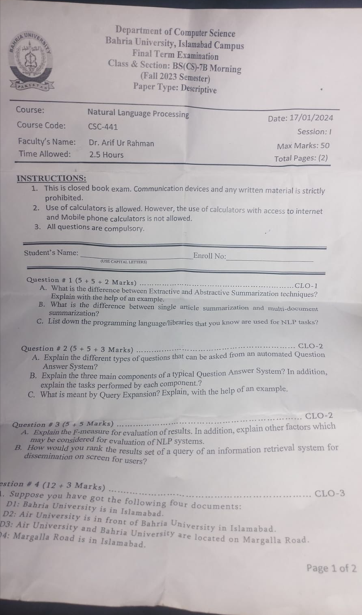 Department of Computer Science
Bahria University, Islamabad Campus
Final Term Examination
Class & Section: BS(CS)-7B Morning
(Fall 2023 Semester)
Paper Type: Descriptive
Course: Natural Language Processing Date: 17/01/2024
Course Code: CSC-441 Session: I
Faculty's Name: Dr. Arif Ur Rahman Max Marks: 50
Time Allowed: 2.5 Hours Total Pages: (2)
INSTRUCTIONS:
1. This is closed book exam. Communication devices and any written material is strictly
prohibited.
2. Use of calculators is allowed. However, the use of calculators with access to internet
and Mobile phone calculators is not allowed.
3. All questions are compulsory.
Student's Name: Enroll No:
(USE CAPITAL LETTERS)
Question # 1 (5 + 5 + 2 Marks) CLO-1
A. What is the difference between Extractive and Abstractive Summarization techniques?
Explain with the help of an example.
B. What is the difference between single article summarization and multi-document
summarization?
C. List down the programming language/libraries that you know are used for NLP tasks?
Question # 2 (5 + 5 + 3 Marks) CLO-2
A. Explain the different types of questions that can be asked from an automated Question
Answer System?
B. Explain the three main components of a typical Question Answer System? In addition,
explain the tasks performed by each component.?
C. What is meant by Query Expansion? Explain, with the help of an example.
Question # 3 (5 + 5 Marks) CLO-2
A. Explain the F-measure for evaluation of results. In addition, explain other factors which
may be considered for evaluation of NLP systems.
B. How would you rank the results set of a query of an information retrieval system for
dissemination on screen for users?
estion # 4 (12 + 3 Marks) CLO-3
. Suppose you have got the following four documents:
D1: Bahria University is in Islamabad.
D2: Air University is in front of Bahria University in Islamabad.
D3: Air University and Bahria University are located on Margalla Road.
4: Margalla Road is in Islamabad.
Page 1 of 2